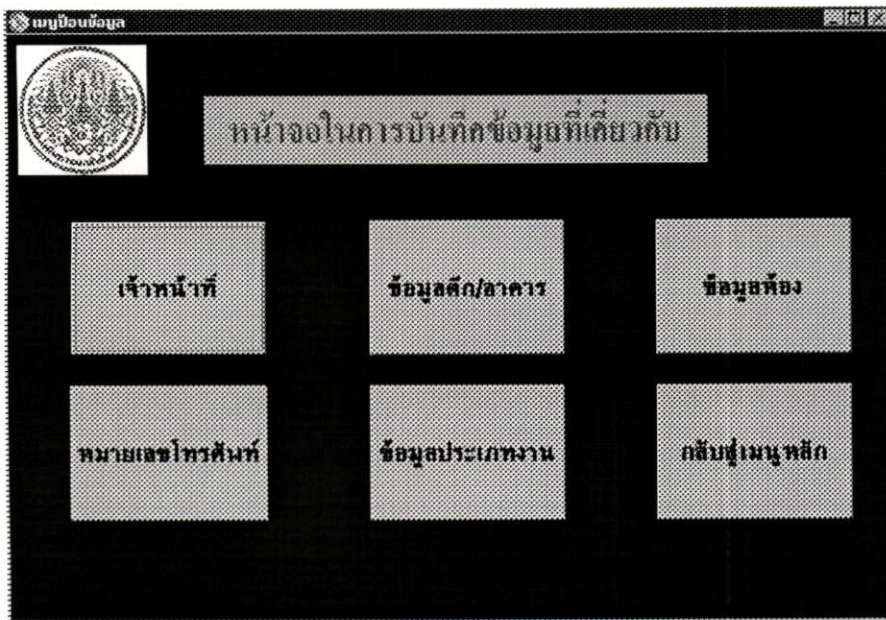 เมนูป้อนข้อมูล
หน้าจอในการบันทึกข้อมูลที่เกี่ยวกับ
เจ้าหน้าที่
ข้อมูลตึก/อาคาร
ข้อมูลห้อง
หมายเลขโทรศัพท์
ข้อมูลประเภทงาน
กลับสู่เมนูหลัก